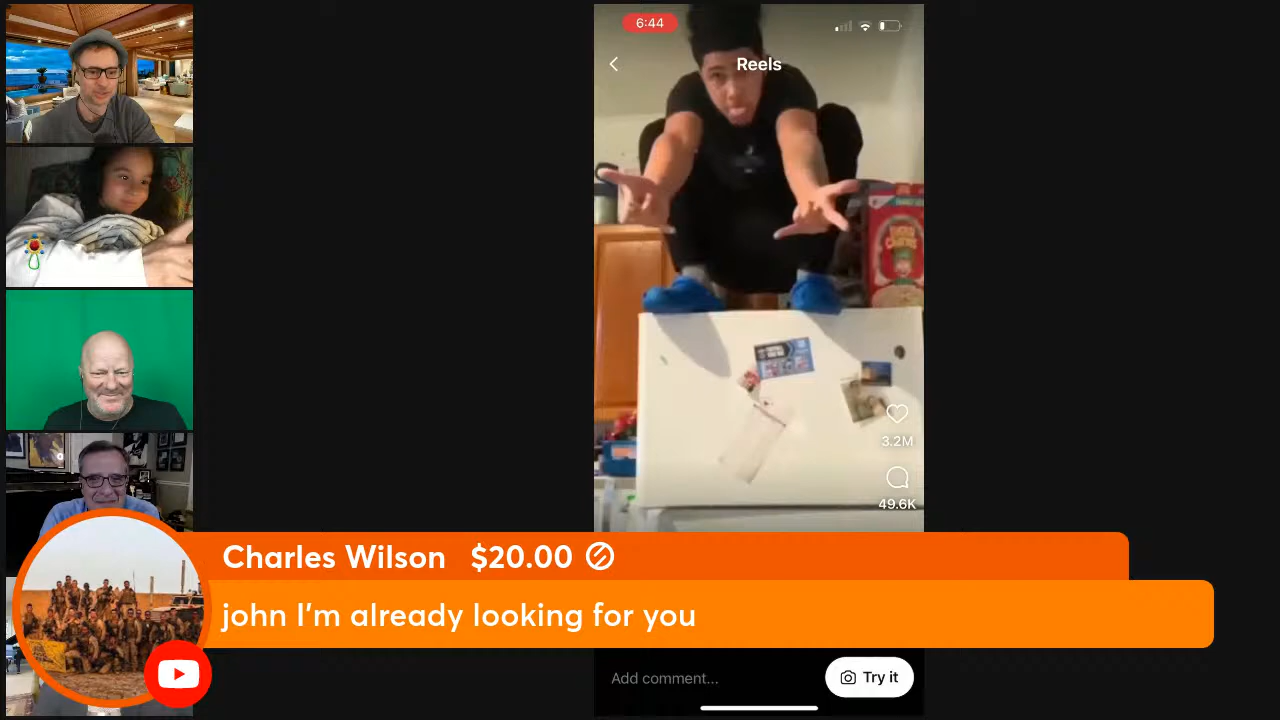 6:44
Reels
3.2M
49.6K
Charles Wilson $20.00
john I'm already looking for you
Add comment...
Try it